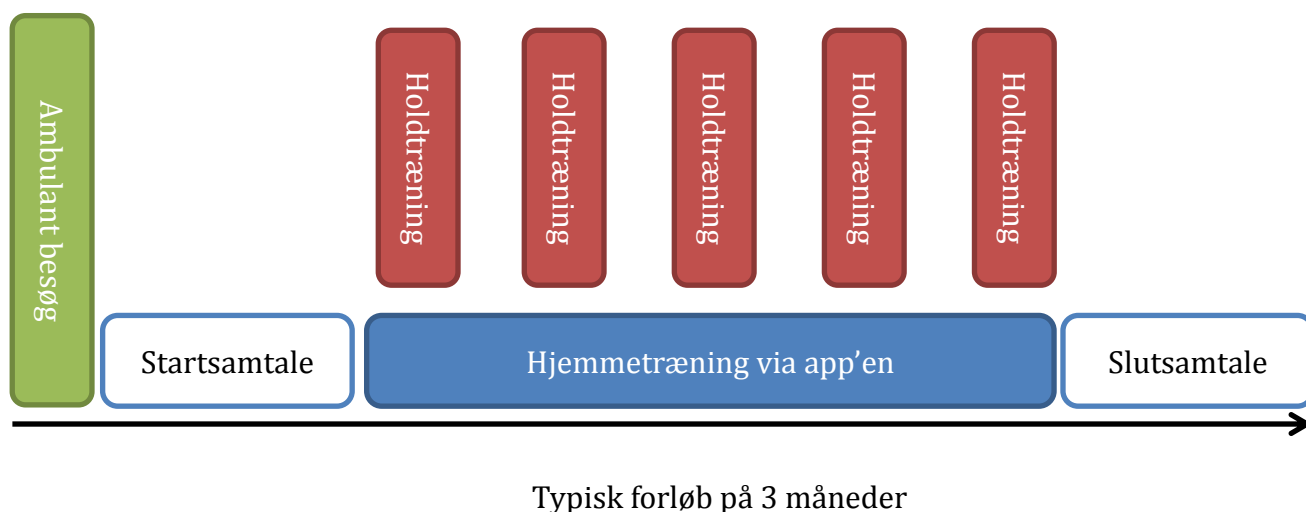 Ambulant besøg
Holdtræning
Holdtræning
Holdtræning
Holdtræning
Holdtræning
Startsamtale
Hjemmetræning via app’en
Slutsamtale
Typisk forløb på 3 måneder